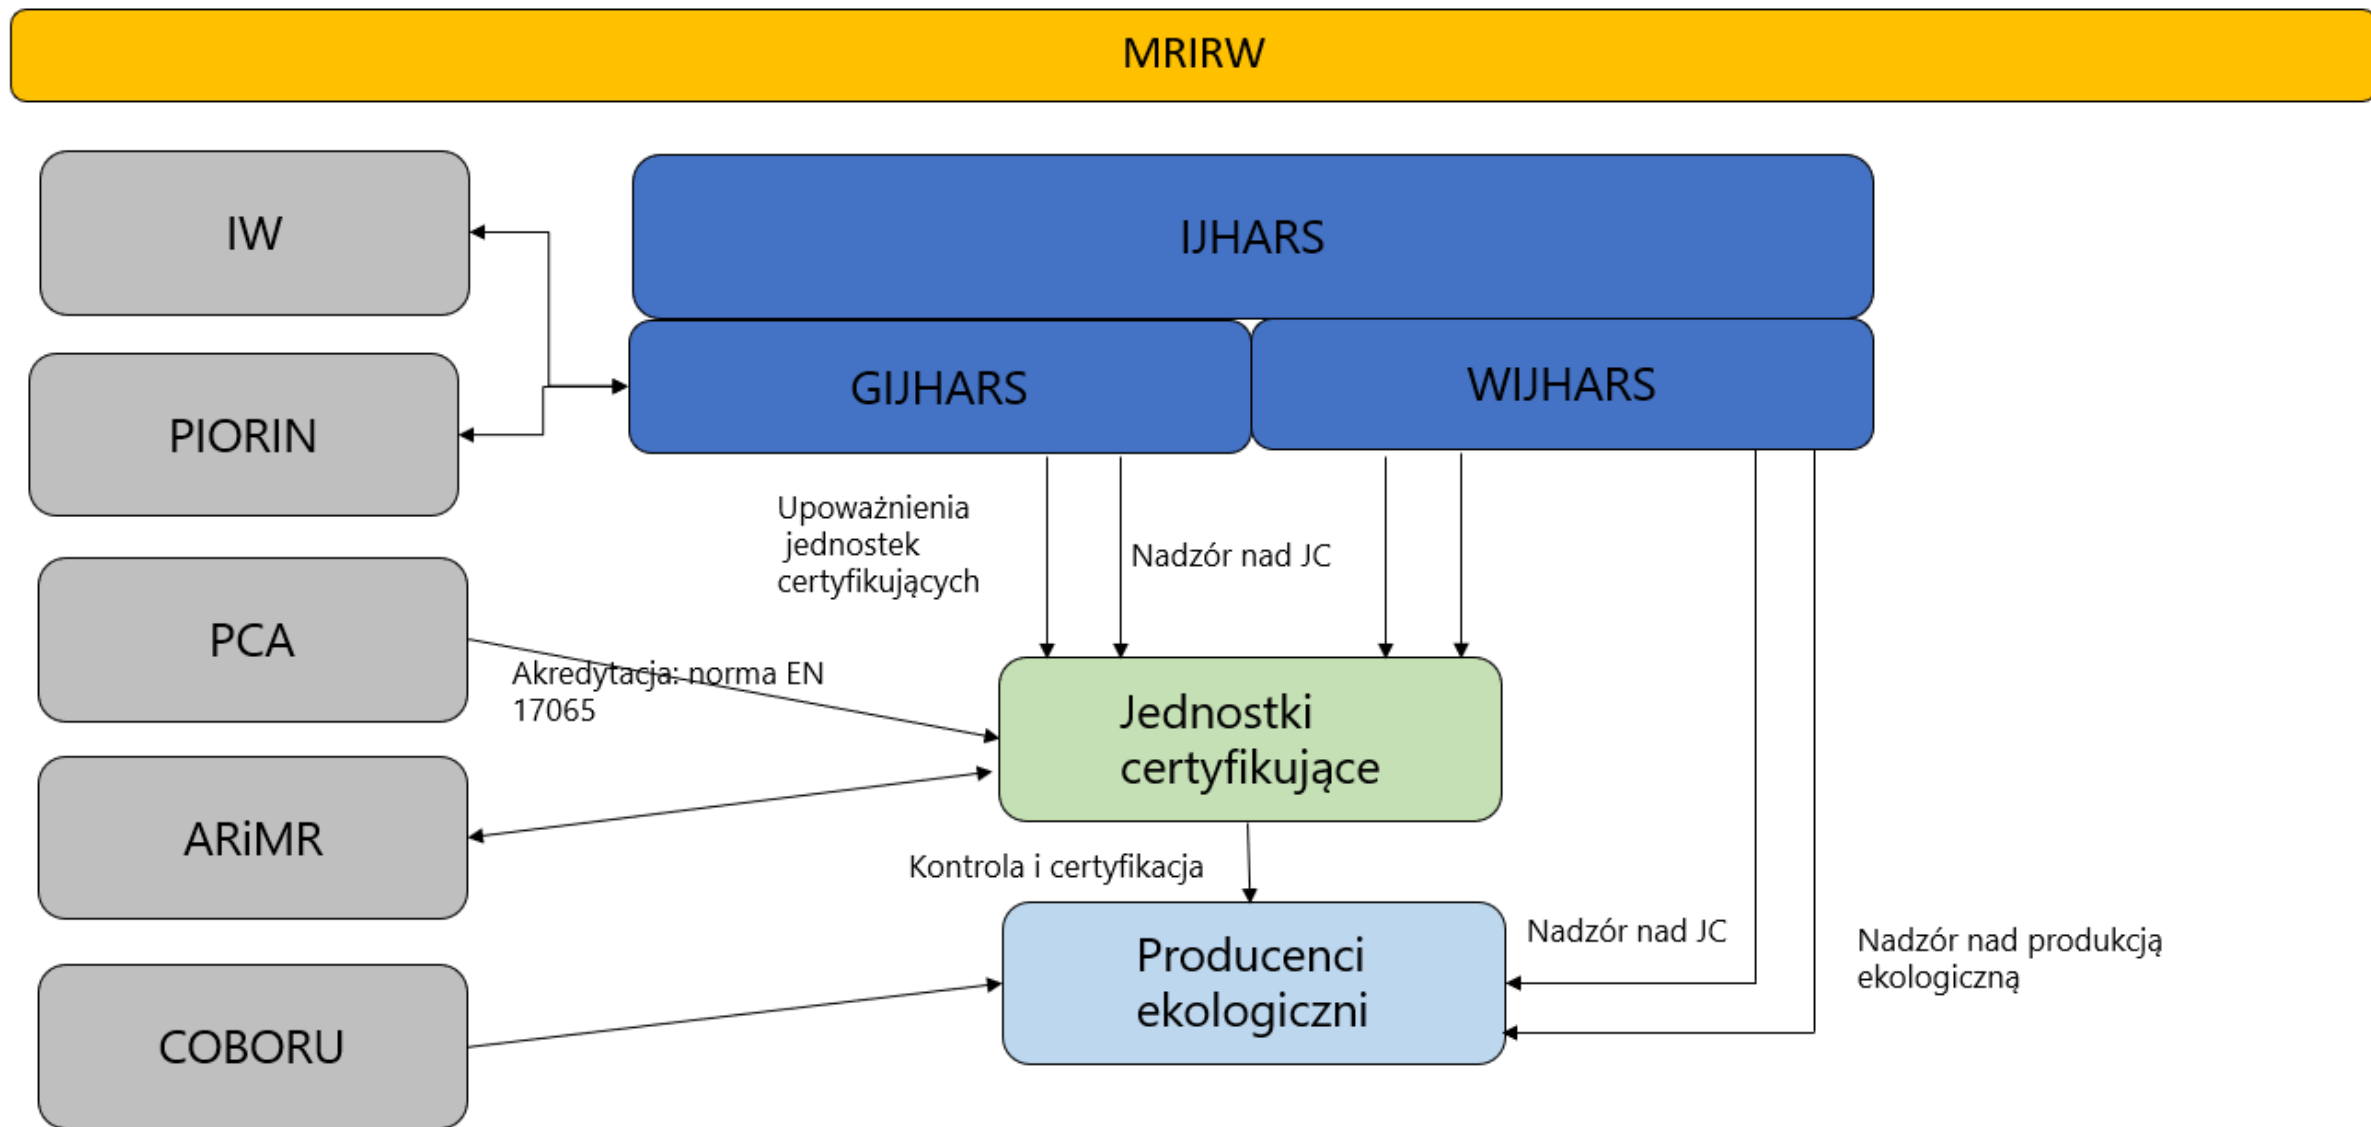 MRIRW
IW
IJHARS
GIJHARS
WIJHARS
PIORIN
Upoważnienia
jednostek
certyfikujących
Nadzór nad JC
PCA
Akredytacja: norma EN
17065
Jednostki
certyfikujące
ARiMR
Kontrola i certyfikacja
Producenci
ekologiczni
Nadzór nad JC
Nadzór nad produkcją
ekologiczną
COBORU